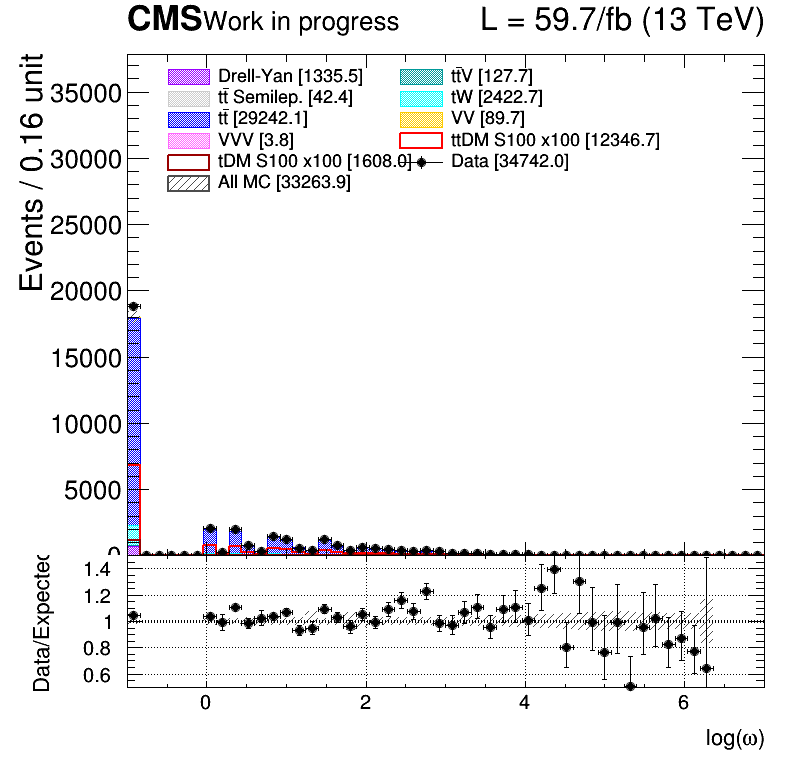 CMS Work in progress L = 59.7/fb (13 TeV)
Events / 0.16 unit
35000
30000
25000
20000
15000
10000
5000
0
Drell-Yan [1335.5] tt̄V [127.7]
tt̄ Semilep. [42.4] tW [2422.7]
tt̄ [29242.1] VV [89.7]
VVV [3.8] ttDM S100 x100 [12346.7]
tDM S100 x100 [1608.0] Data [34742.0]
All MC [33263.9]
Data/Expected
1.4
1.2
1
0.8
0.6
0 2 4 6
log(ω)